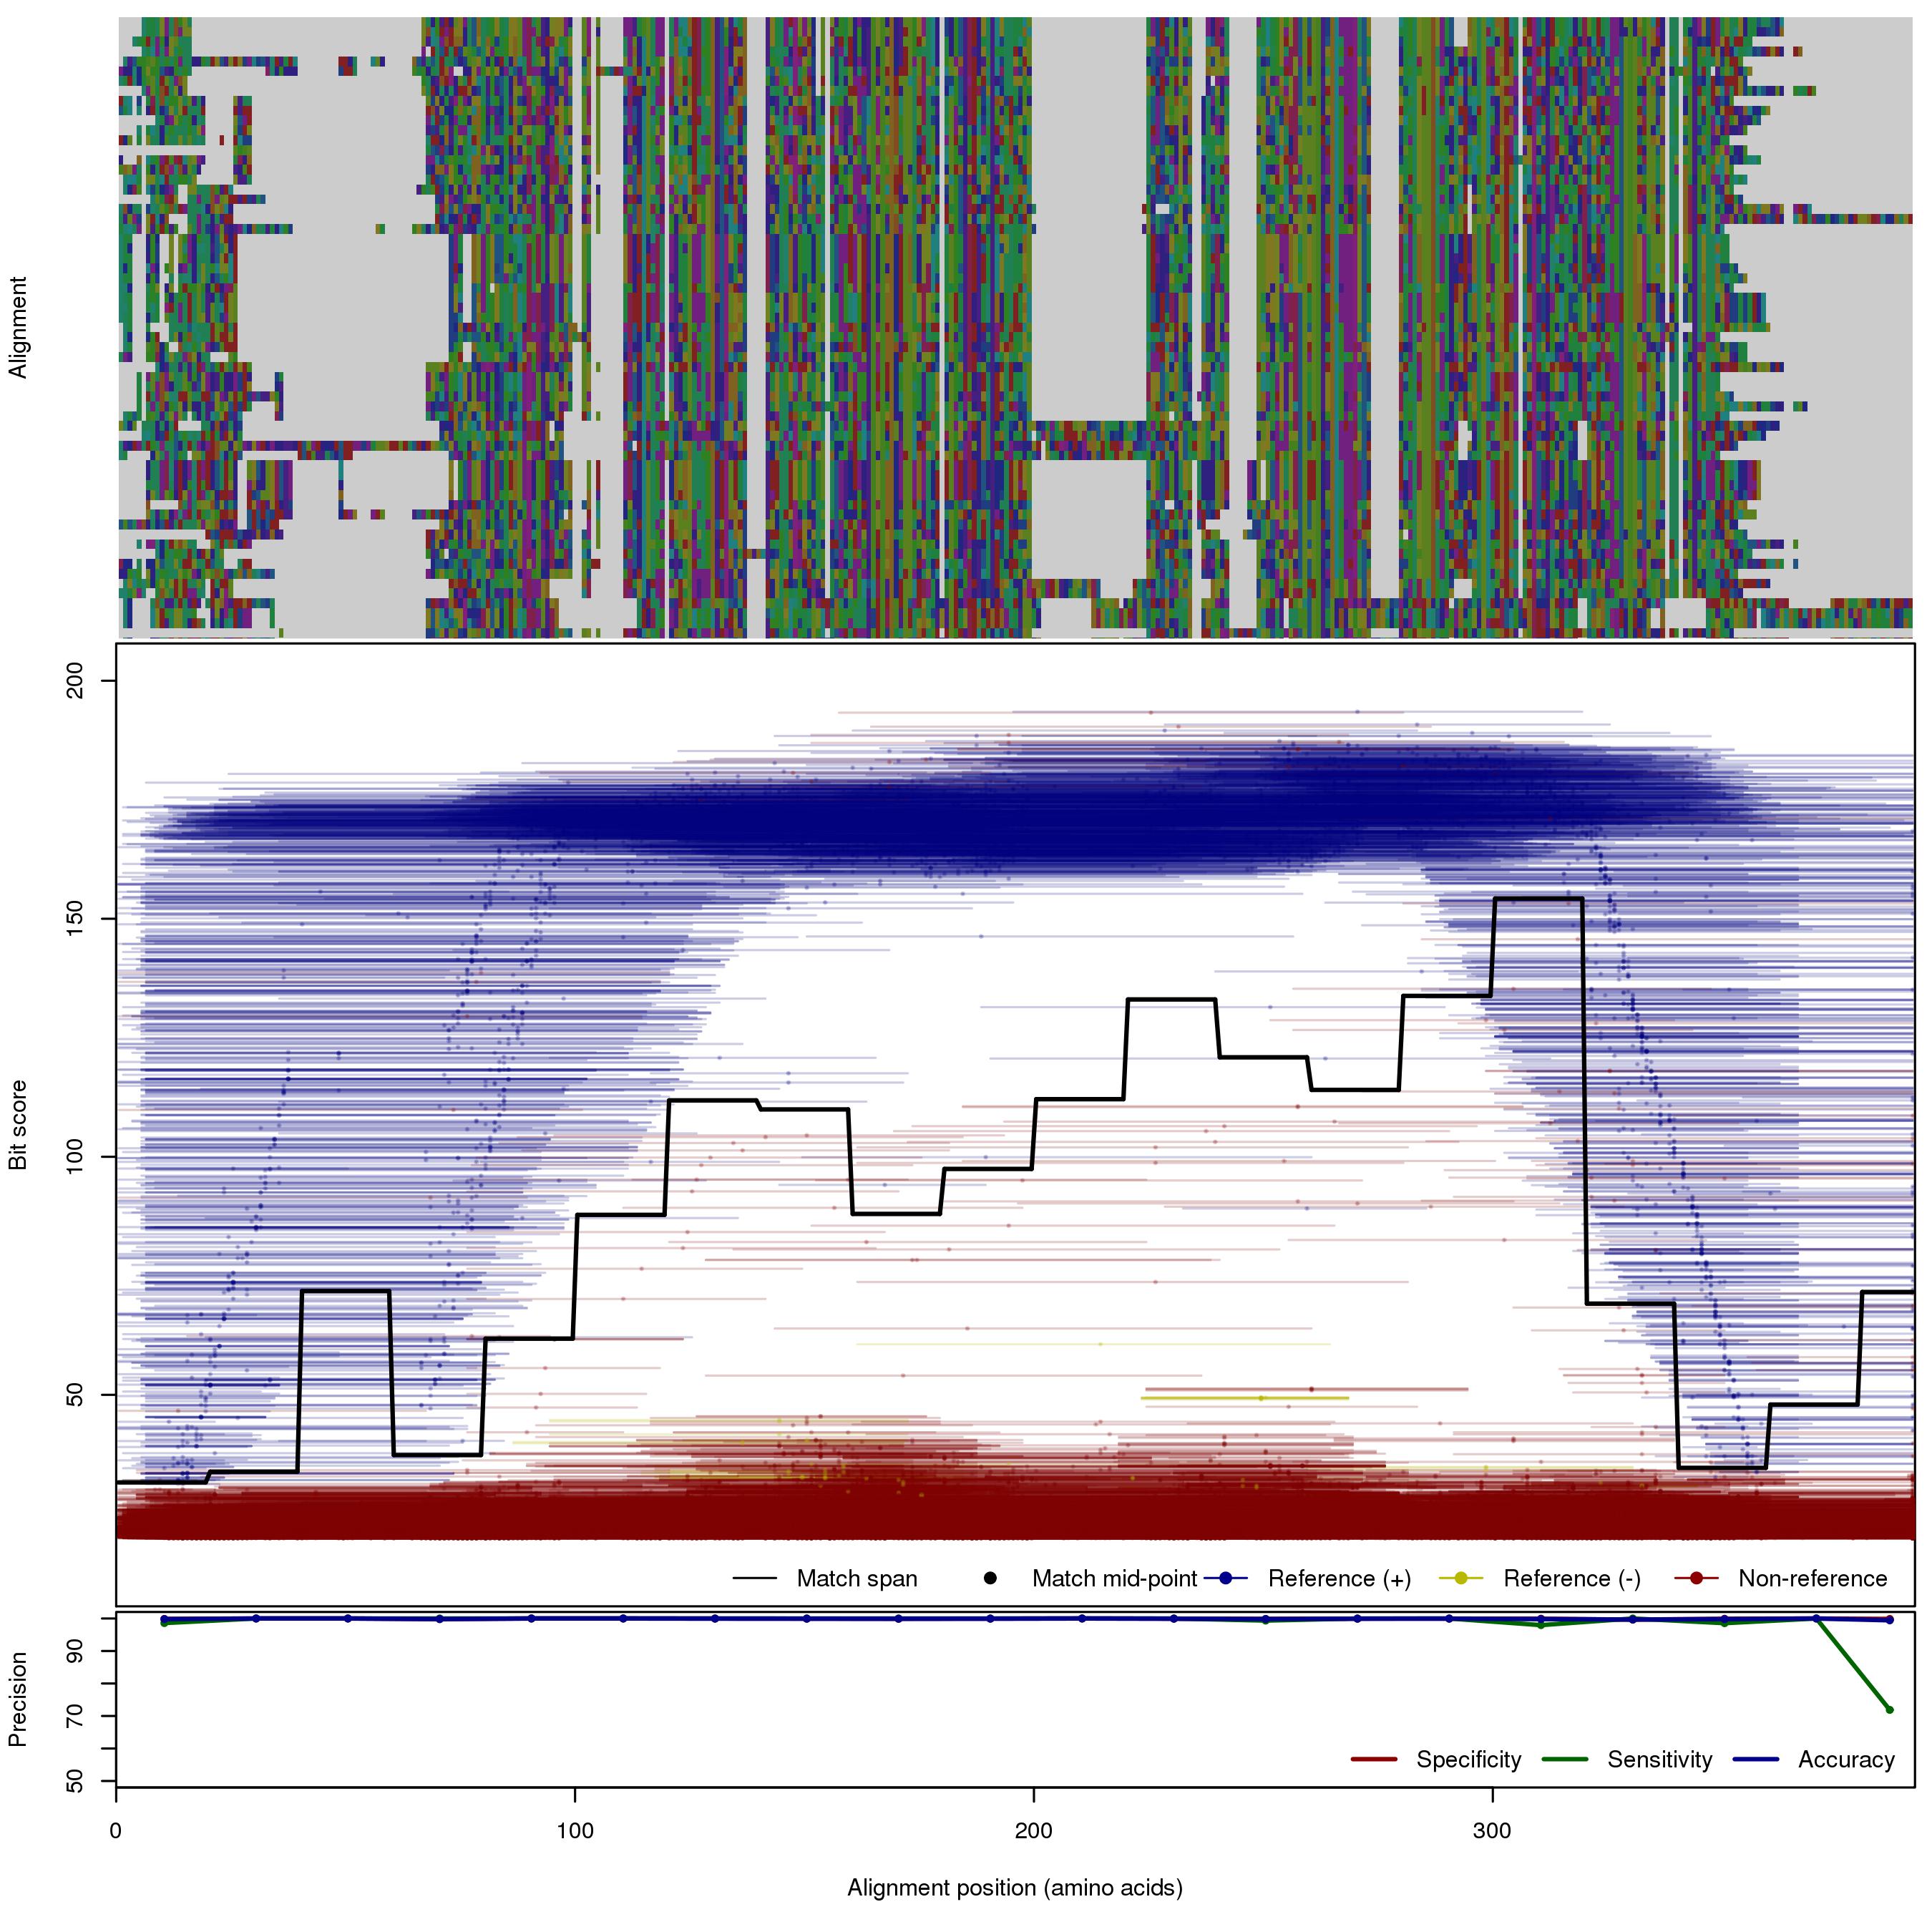 Alignment
Bit score
200
150
100
50
Match span
Match mid-point
Reference (+)
Reference (-)
Non-reference
Precision
90
70
50
Specificity
Sensitivity
Accuracy
0
100
200
300
Alignment position (amino acids)